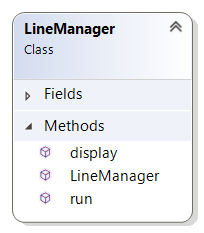 LineManager
Class
Fields
Methods
display
LineManager
run